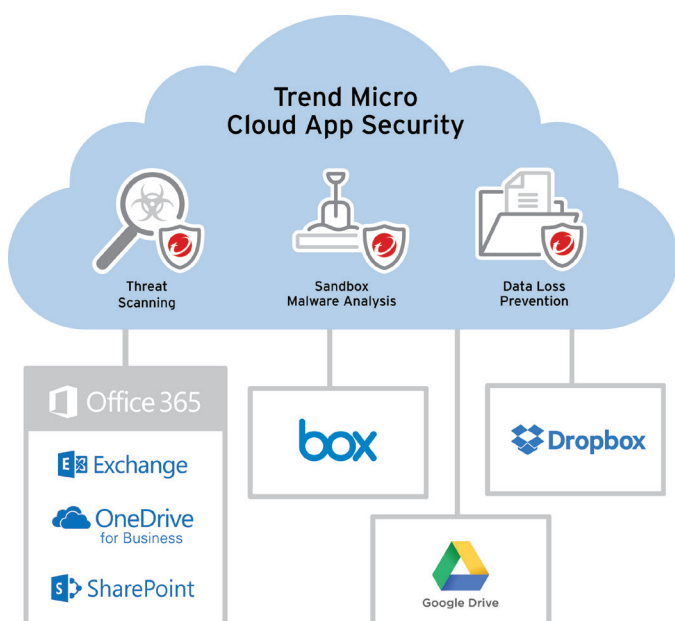 Trend Micro
Cloud App Security
Threat
Scanning
Sandbox
Malware Analysis
Data Loss
Prevention
Office 365
E Exchange
OneDrive
for Business
S SharePoint
box
Dropbox
Google Drive